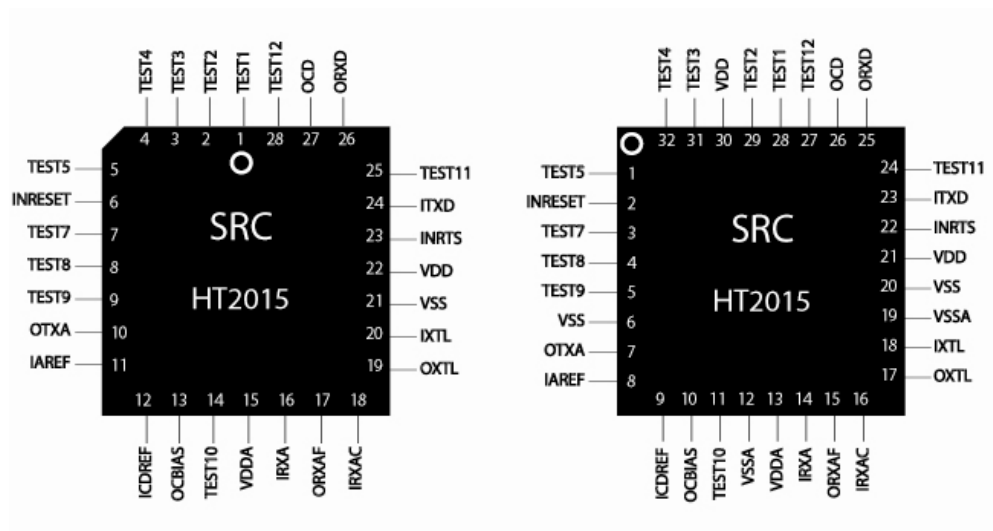 TEST4 TEST3 TEST2 TEST1 TEST12 OCD ORXD
4 3 2 1 28 27 26
TEST5 5 25 TEST11
INRESET 6 24 ITXD
TEST7 7 23 INRTS
TEST8 8 22 VDD
TEST9 9 21 VSS
OTXA 10 20 IXTL
IAREF 11 19 OXTL
SRC
HT2015
12 13 14 15 16 17 18
ICDREF OCBIAS TEST10 VDDA IRXA ORXAF IRXAC
TEST4 TEST3 VDD TEST2 TEST1 TEST12 OCD ORXD
32 31 30 29 28 27 26 25
TEST5 1 24 TEST11
INRESET 2 23 ITXD
TEST7 3 22 INRTS
TEST8 4 21 VDD
TEST9 5 20 VSS
VSS 6 19 VSSA
OTXA 7 18 IXTL
IAREF 8 17 OXTL
SRC
HT2015
9 10 11 12 13 14 15 16
ICDREF OCBIAS TEST10 VSSA VDDA IRXA ORXAF IRXAC